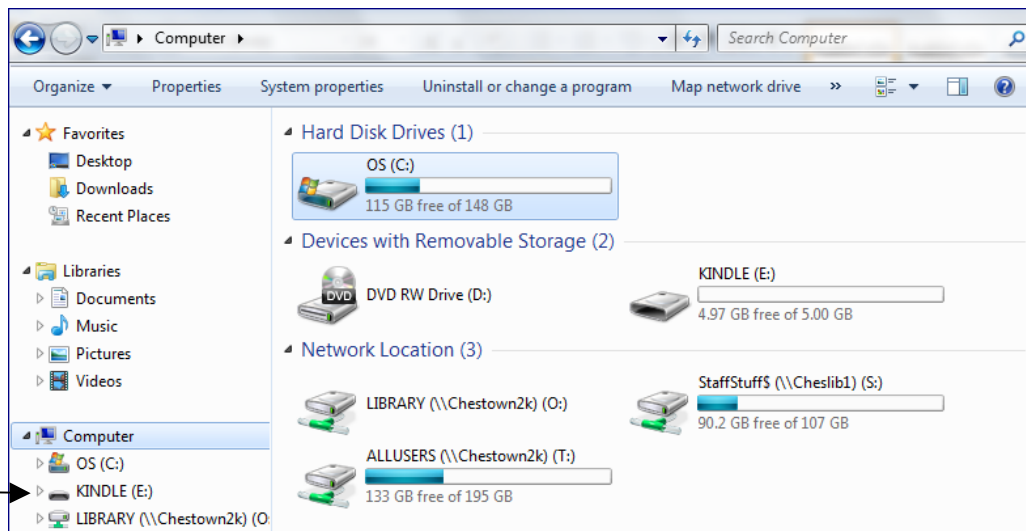 Computer
Search Computer
Organize Properties System properties Uninstall or change a program Map network drive »
Favorites
Desktop
Downloads
Recent Places
Libraries
Documents
Music
Pictures
Videos
Computer
OS (C:)
KINDLE (E:)
LIBRARY (\\Chestown2k) (O:
Hard Disk Drives (1)
OS (C:)
115 GB free of 148 GB
Devices with Removable Storage (2)
DVD
DVD RW Drive (D:)
KINDLE (E:)
4.97 GB free of 5.00 GB
Network Location (3)
LIBRARY (\\Chestown2k) (O:)
StaffStuff$ (\\Cheslib1) (S:)
90.2 GB free of 107 GB
ALLUSERS (\\Chestown2k) (T:)
133 GB free of 195 GB